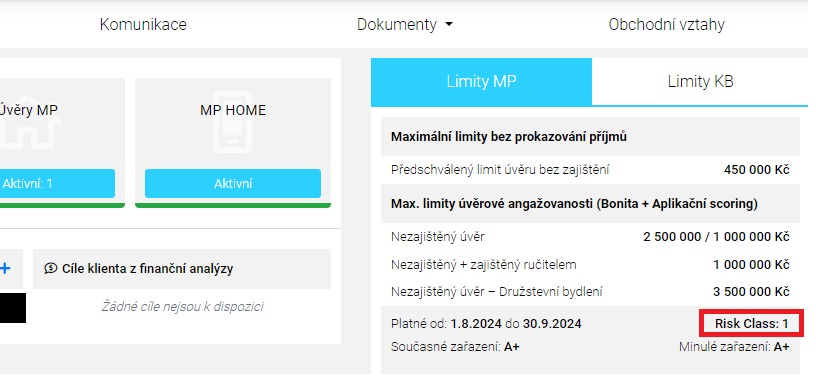 Komunikace
Dokumenty
Obchodní vztahy
Úvěry MP
Aktivní: 1
MP HOME
Aktivní
+
Cíle klienta z finanční analýzy
Žádné cíle nejsou k dispozici
Limity MP
Limity KB
Maximální limity bez prokazování příjmů
Předschválený limit úvěru bez zajištění 450 000 Kč
Max. limity úvěrové angažovanosti (Bonita + Aplikační scoring)
Nezajištěný úvěr 2 500 000 / 1 000 000 Kč
Nezajištěný + zajištěný ručitelem 1 000 000 Kč
Nezajištěný úvěr – Družstevní bydlení 3 500 000 Kč
Platné od: 1.8.2024 do 30.9.2024 Risk Class: 1
Současné zařazení: A+ Minulé zařazení: A+